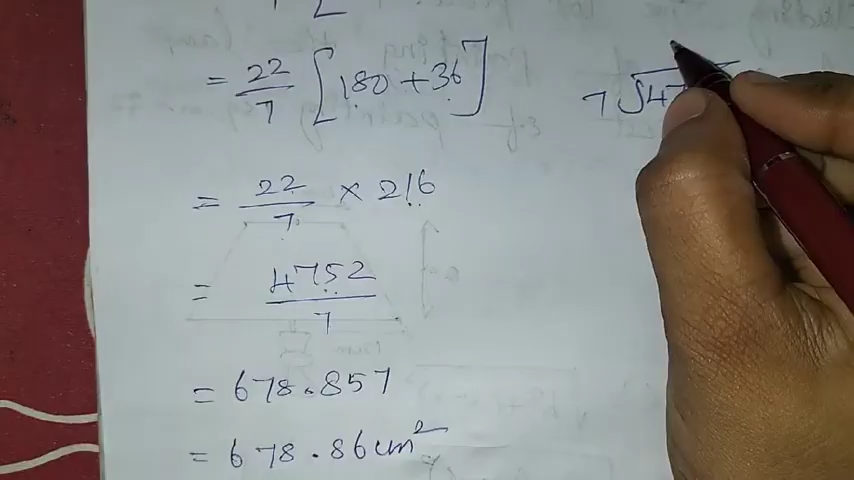 = 22/7 [180 + 36]
7 √47
= 22/7 × 216
= 4752/7
= 678.857
= 678.86 cm²